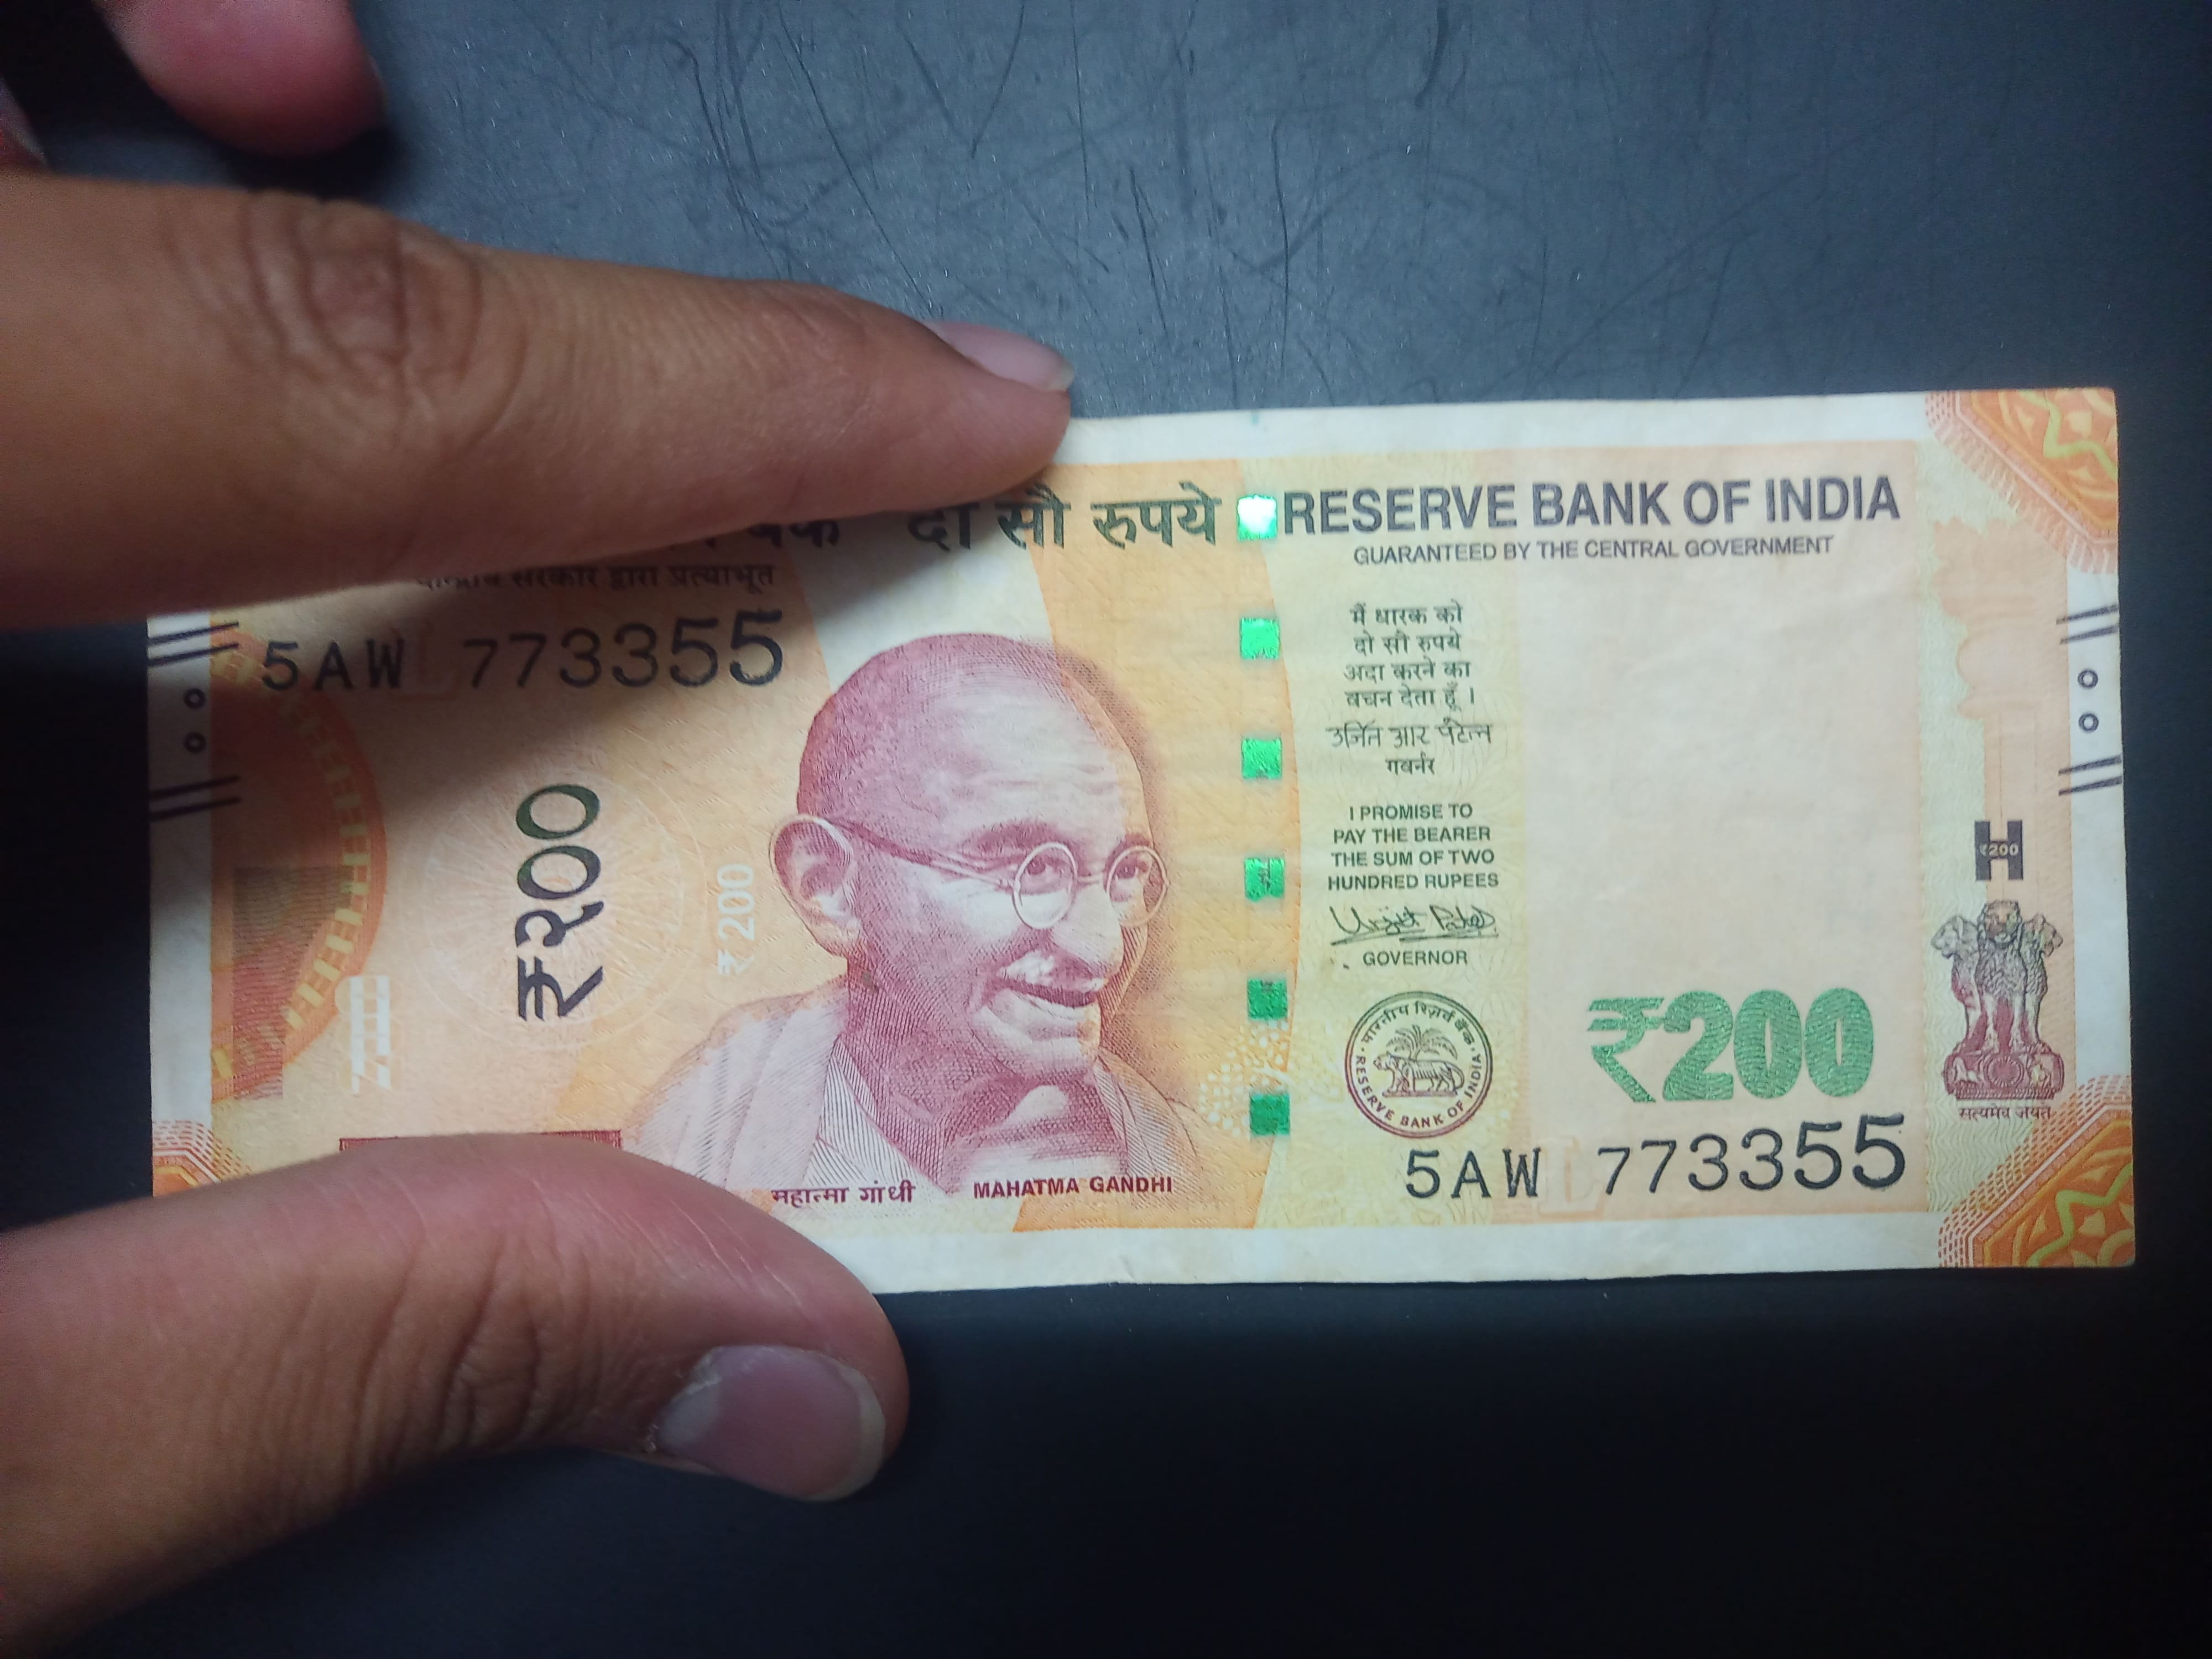 दो सौ रुपये
RESERVE BANK OF INDIA
GUARANTEED BY THE CENTRAL GOVERNMENT
सरकार द्वारा प्रत्याभूत
5AW 773355
₹२००
₹200
मैं धारक को
दो सौ रुपये
अदा करने का
वचन देता हूँ ।
उर्जित आर पटेल
गवर्नर
I PROMISE TO
PAY THE BEARER
THE SUM OF TWO
HUNDRED RUPEES
Urjit Patel
GOVERNOR
भारतीय रिज़र्व बैंक
RESERVE BANK OF INDIA
₹200
₹200
सत्यमेव जयते
5AW 773355
महात्मा गांधी MAHATMA GANDHI